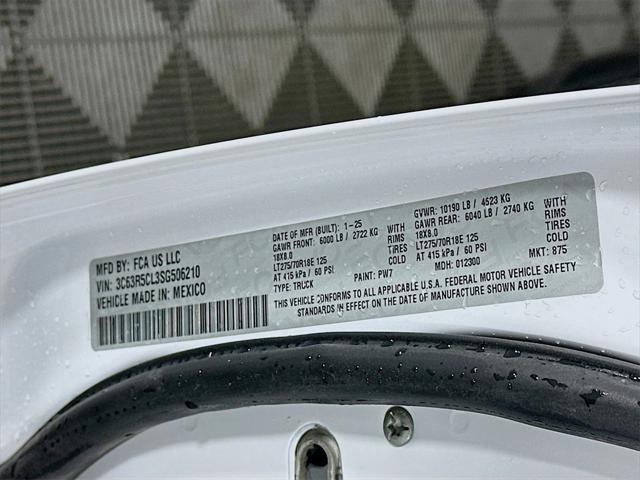 MFD BY: FCA US LLC
VIN: 3C63R5CL3SG506210
VEHICLE MADE IN: MEXICO
DATE OF MFR (BUILT): 1-25
GAWR FRONT: 6000 LB / 2722 KG WITH
18X8.0 RIMS
LT275/70R18E 125 TIRES
AT 415 kPa / 60 PSI COLD
TYPE: TRUCK PAINT: PW7
GVWR: 10190 LB / 4623 KG
GAWR REAR: 6040 LB / 2740 KG WITH
18X8.0 RIMS
LT275/70R18E 125 TIRES
AT 415 kPa / 60 PSI COLD
MDH: 012300 MKT: 875
THIS VEHICLE CONFORMS TO ALL APPLICABLE U.S.A. FEDERAL MOTOR VEHICLE SAFETY
STANDARDS IN EFFECT ON THE DATE OF MANUFACTURE SHOWN ABOVE.